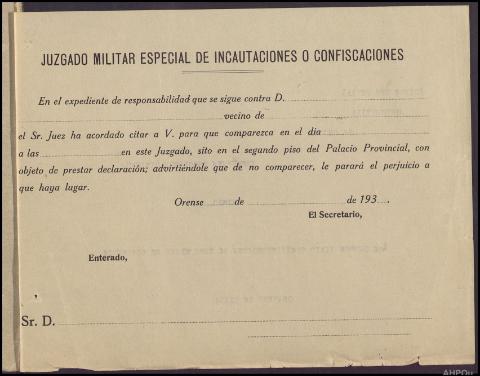 JUZGADO MILITAR ESPECIAL DE INCAUTACIONES O CONFISCACIONES
En el expediente de responsabilidad que se sigue contra D.
vecino de
el Sr. Juez ha acordado citar a V. para que comparezca en el dia
a las en este Juzgado, sito en el segundo piso del Palacio Provincial, con
objeto de prestar declaración; advirtiéndole que de no comparecer, le parará el perjuicio a
que haya lugar.
Orense de de 193
El Secretario,
Enterado,
Sr. D.
AHPOu